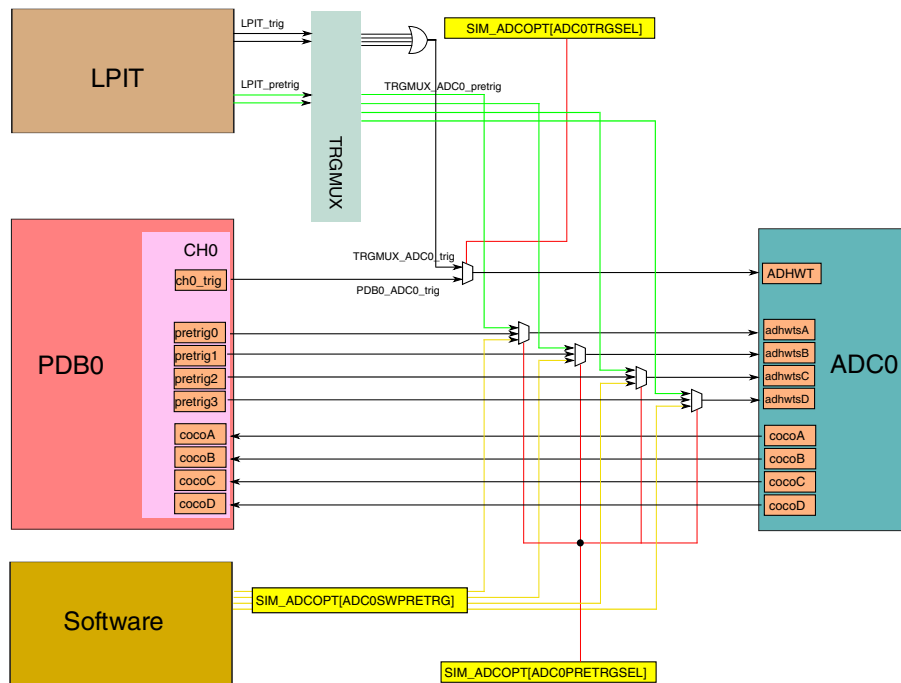 LPIT_trig
SIM_ADCOPT[ADC0TRGSEL]
LPIT
LPIT_pretrig
TRGMUX_ADC0_pretrig
TRGMUX
CH0
TRGMUX_ADC0_trig
ch0_trig
ADHWT
PDB0_ADC0_trig
pretrig0
adhwtsA
pretrig1
adhwtsB
PDB0
ADC0
pretrig2
adhwtsC
pretrig3
adhwtsD
cocoA
cocoA
cocoB
cocoB
cocoC
cocoC
cocoD
cocoD
SIM_ADCOPT[ADC0SWPRETRG]
Software
SIM_ADCOPT[ADC0PRETRGSEL]